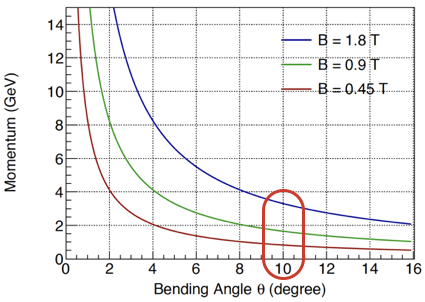 Momentum (GeV)
14
12
10
8
6
4
2
0
B = 1.8 T
B = 0.9 T
B = 0.45 T
0 2 4 6 8 10 12 14 16
Bending Angle θ (degree)